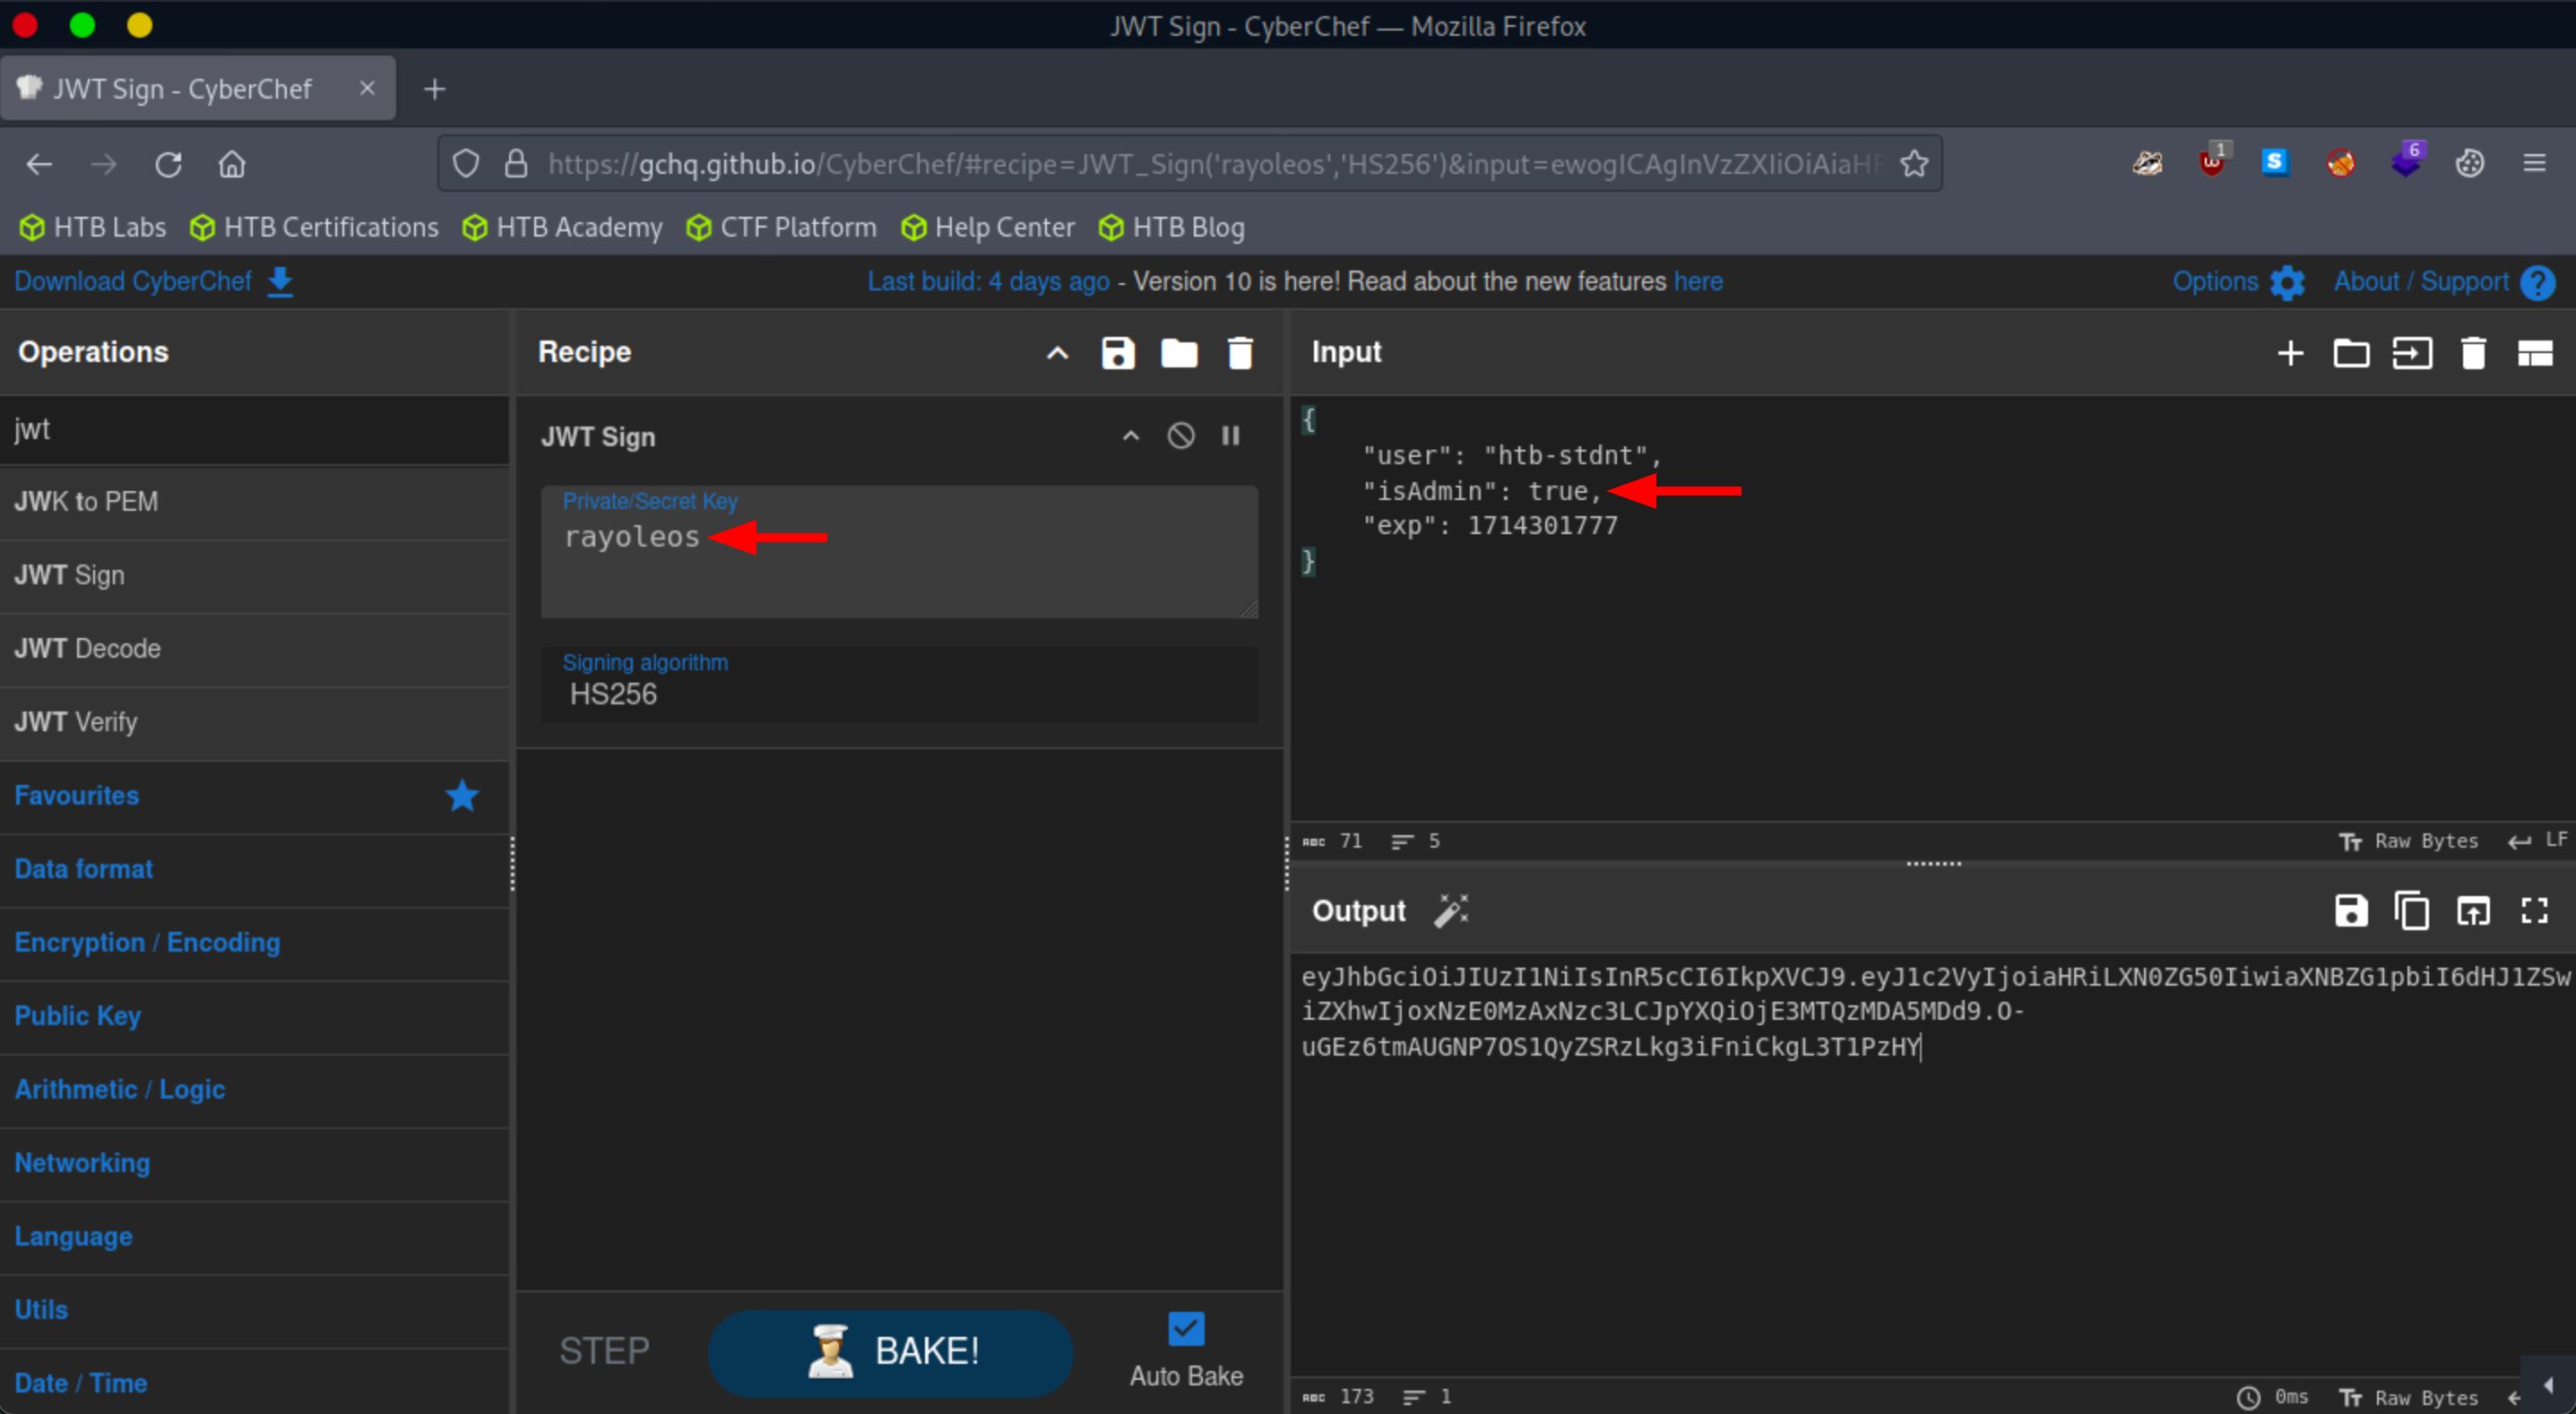 JWT Sign - CyberChef — Mozilla Firefox
JWT Sign - CyberChef
https://gchq.github.io/CyberChef/#recipe=JWT_Sign('rayoleos','HS256')&input=ewogICAgInVzZXIiOiAiaHR
1
6
HTB Labs
HTB Certifications
HTB Academy
CTF Platform
Help Center
HTB Blog
Download CyberChef
Last build: 4 days ago - Version 10 is here! Read about the new features here
Options
About / Support
Operations
jwt
JWK to PEM
JWT Sign
JWT Decode
JWT Verify
Favourites
Data format
Encryption / Encoding
Public Key
Arithmetic / Logic
Networking
Language
Utils
Date / Time
Recipe
JWT Sign
Private/Secret Key
rayoleos
Signing algorithm
HS256
STEP
BAKE!
Auto Bake
Input
{
"user": "htb-stdnt",
"isAdmin": true,
"exp": 1714301777
}
ABC 71 5
Tт Raw Bytes LF
Output
eyJhbGciOiJIUzI1NiIsInR5cCI6IkpXVCJ9.eyJ1c2VyIjoiaHRiLXN0ZG50IiwiaXNBZG1pbiI6dHJ1ZSw
iZXhwIjoxNzE0MzAxNzc3LCJpYXQiOjE3MTQzMDA5MDd9.O-
uGEz6tmAUGNP7OS1QyZSRzLkg3iFniCkgL3T1PzHY
ABC 173 1
0ms Tт Raw Bytes